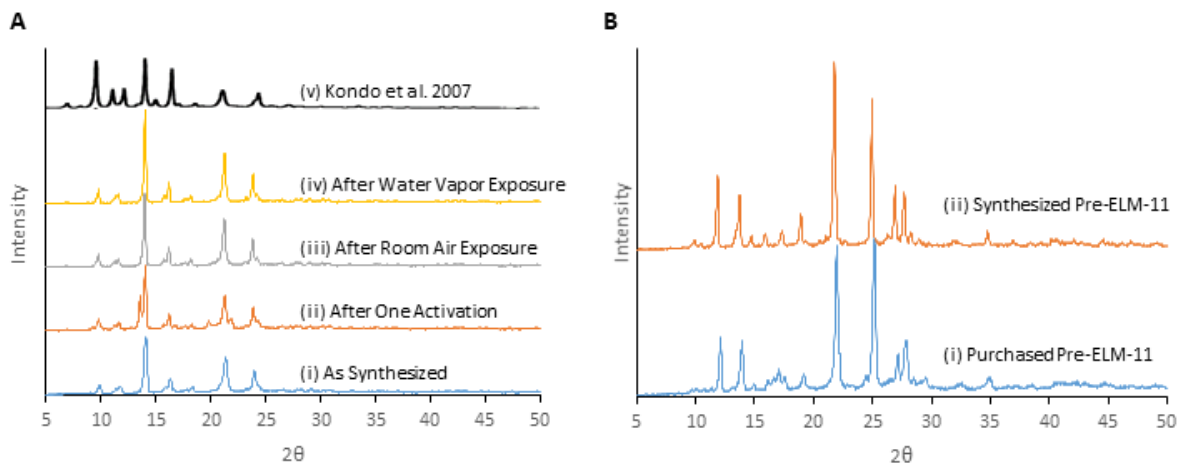 A
Intensity
(v) Kondo et al. 2007
(iv) After Water Vapor Exposure
(iii) After Room Air Exposure
(ii) After One Activation
(i) As Synthesized
5 10 15 20 25 30 35 40 45 50
2θ
B
Intensity
(ii) Synthesized Pre-ELM-11
(i) Purchased Pre-ELM-11
5 10 15 20 25 30 35 40 45 50
2θ